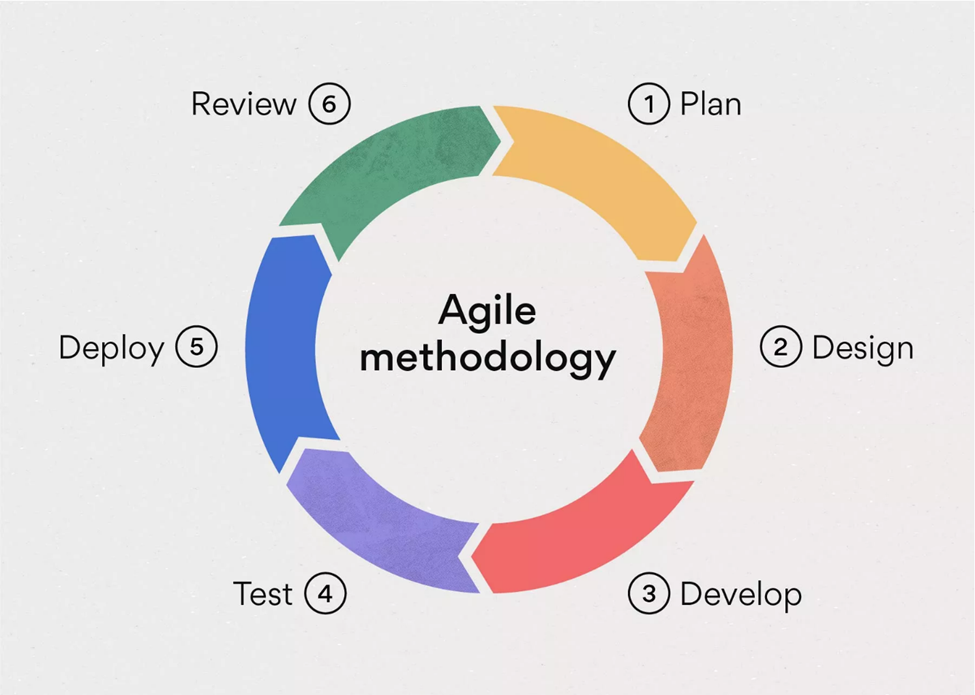 Review 6
1 Plan
Agile
methodology
Deploy 5
2 Design
Test 4
3 Develop